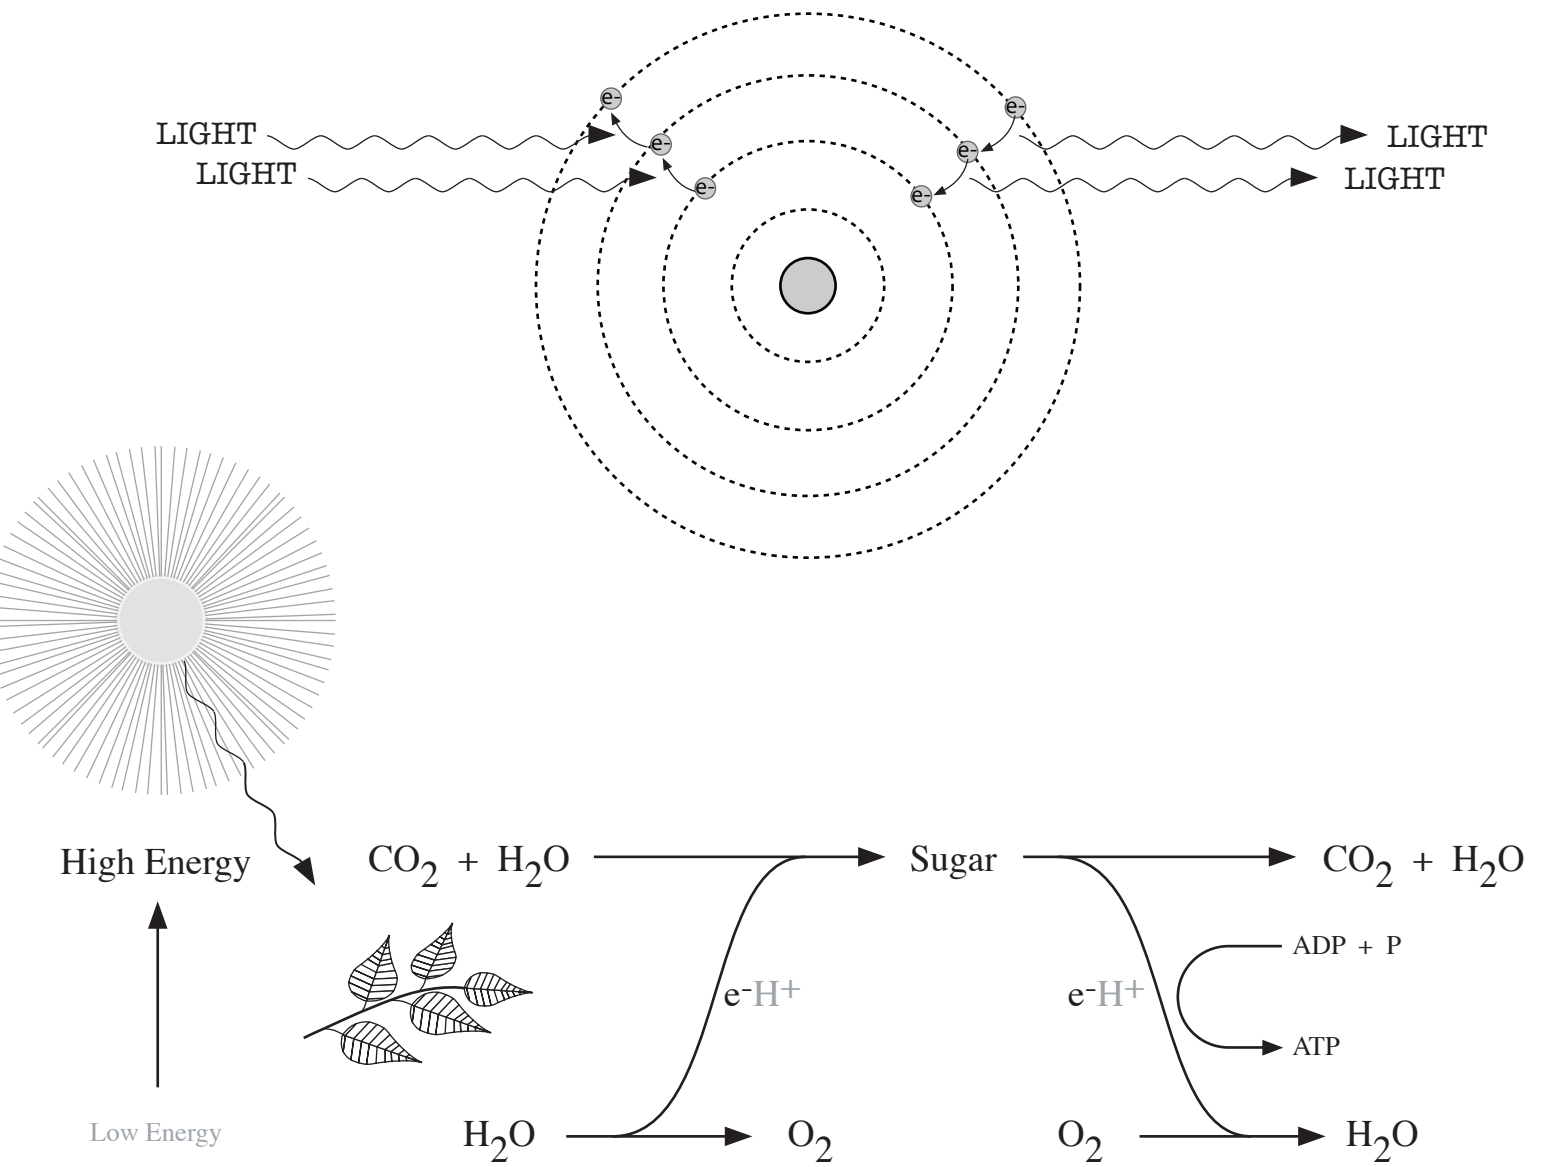 e- e-
LIGHT e- e- LIGHT
LIGHT e- e- LIGHT
High Energy CO2 + H2O Sugar CO2 + H2O
ADP + P
e-H+ e-H+
ATP
Low Energy H2O O2 O2 H2O